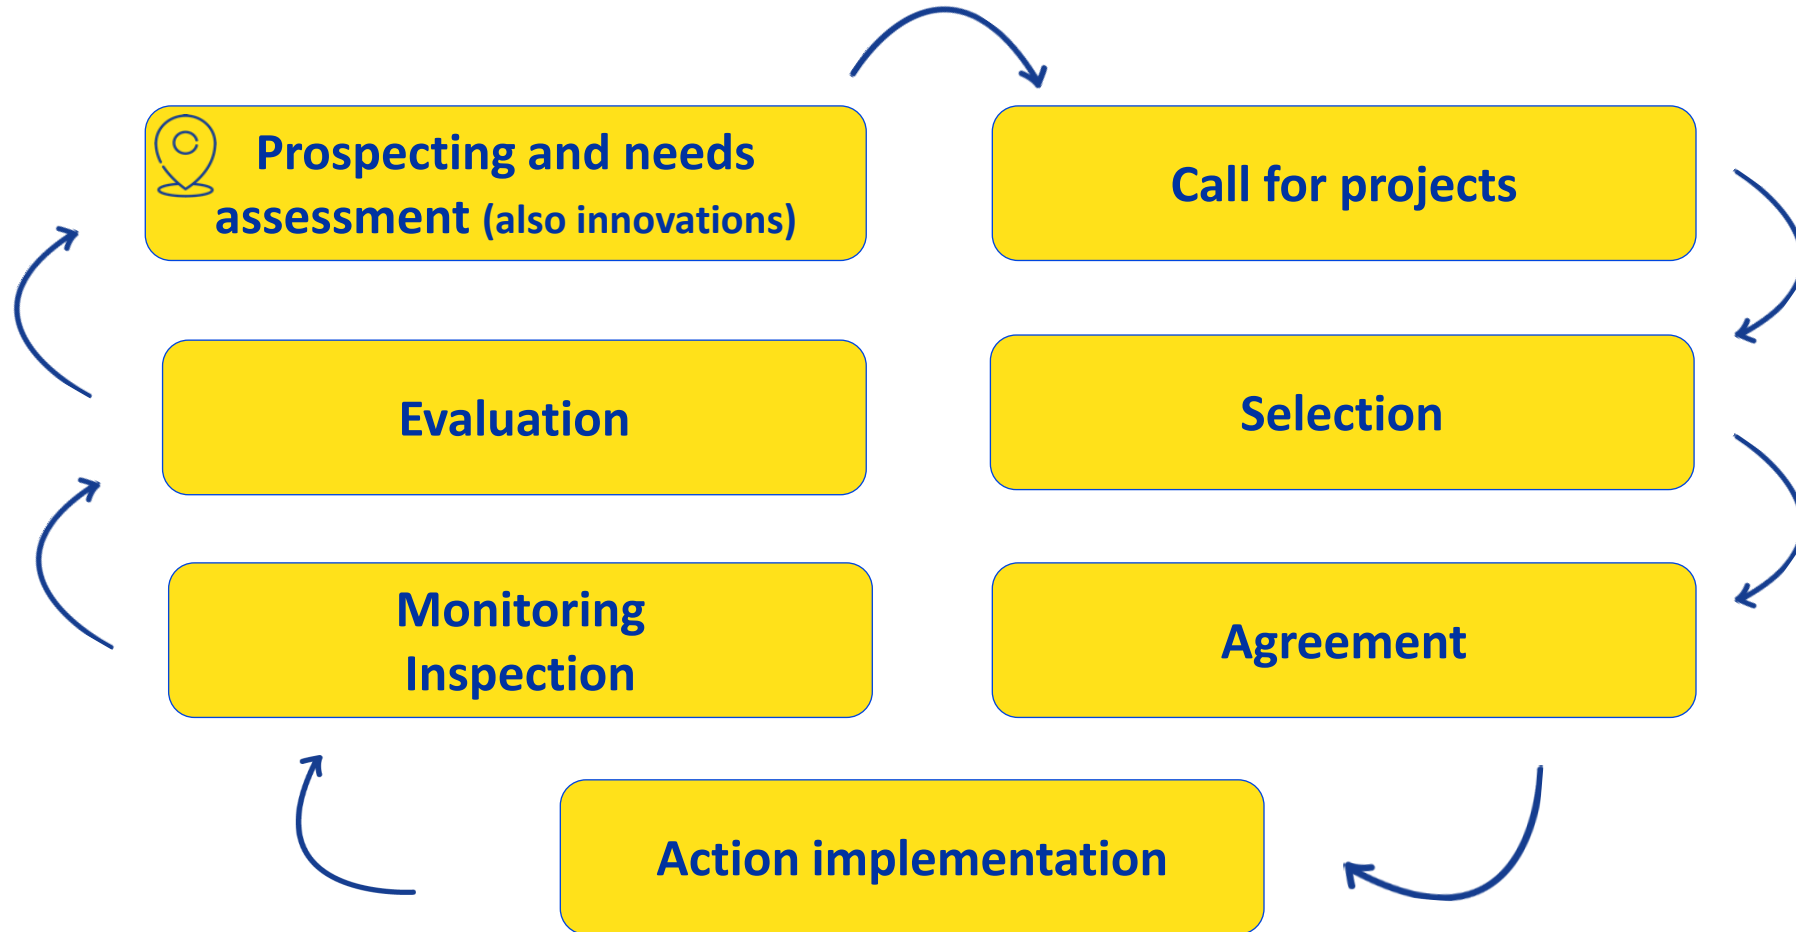 Prospecting and needs
assessment (also innovations)
Call for projects
Evaluation
Selection
Monitoring
Inspection
Agreement
Action implementation